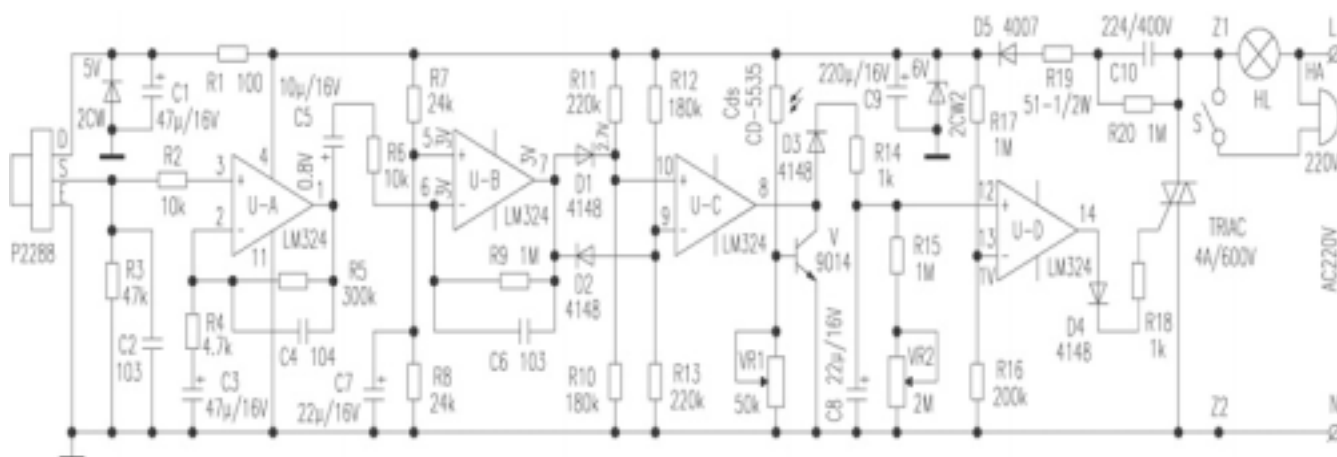 5V
2CW
C1
47μ/16V
R1 100
10μ/16V
C5
R7
24k
R11
220k
R12
180k
Cds
CD-5535
220μ/16V
C9
6V
2CW2
D5 4007
R19
51-1/2W
224/400V
C10
R20 1M
Z1
HL
L
HA
S
D
S
E
P2288
R2
10k
3
2
4
11
1
0.8V
U-A
LM324
R3
47k
C2
103
R4
4.7k
R5
300k
C4 104
C3
47μ/16V
R6
10k
5
3V
6
3V
7
3V
U-B
LM324
R9 1M
C6 103
C7
22μ/16V
R8
24k
D1
4148
D2
4148
2.7V
10
9
8
U-C
LM324
R10
180k
R13
220k
VR1
50k
V
9014
D3
4148
R14
1k
R15
1M
C8 22μ/16V
VR2
2M
R17
1M
12
13
1V
14
U-D
LM324
R16
200k
D4
4148
R18
1k
TRIAC
4A/600V
AC220V
Z2
N